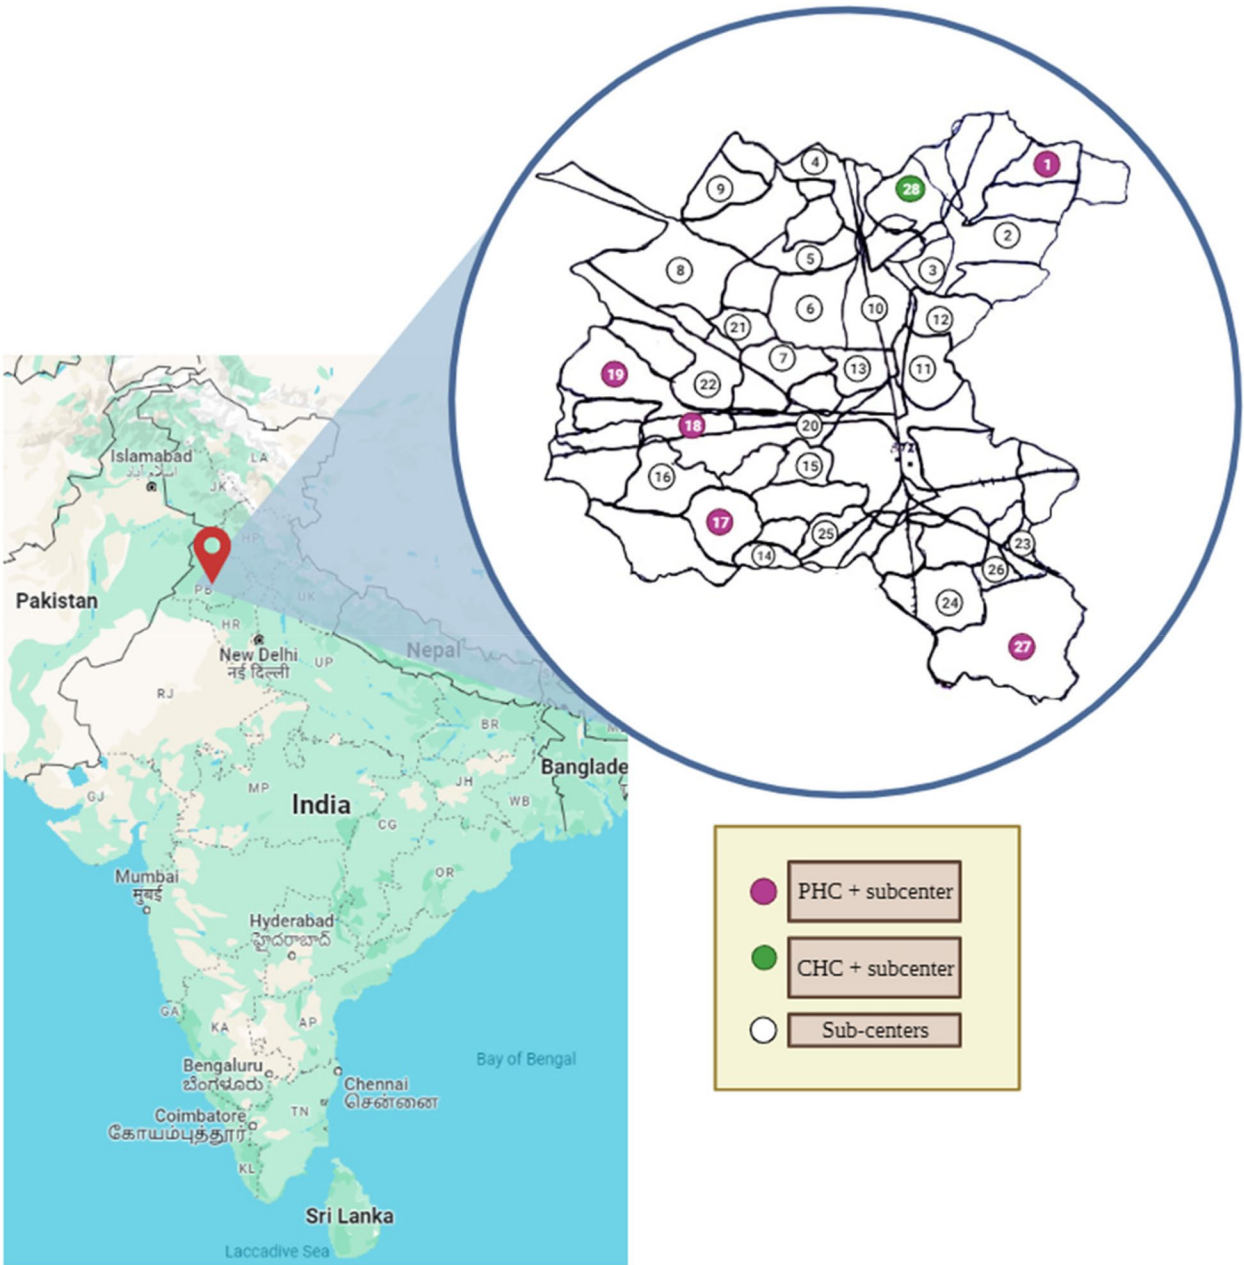 4
1
9
28
2
5
3
8
6
10
12
21
7
13
11
19
22
18
20
15
16
17
25
14
23
26
24
27
Islamabad
LA
JK
HP
PB
Pakistan
UK
HR
New Delhi
नई दिल्ली
Nepal
UP
RJ
BR
Banglade
MP
JH
GJ
India
WB
CG
OR
Mumbai
मुंबई
Hyderabad
హైదరాబాద్
GA
KA
AP
Bay of Bengal
Bengaluru
ಬೆಂಗಳೂರು
Chennai
சென்னை
Coimbatore
கோயம்புத்தூர்
TN
KL
Sri Lanka
Laccadive Sea
PHC + subcenter
CHC + subcenter
Sub-centers